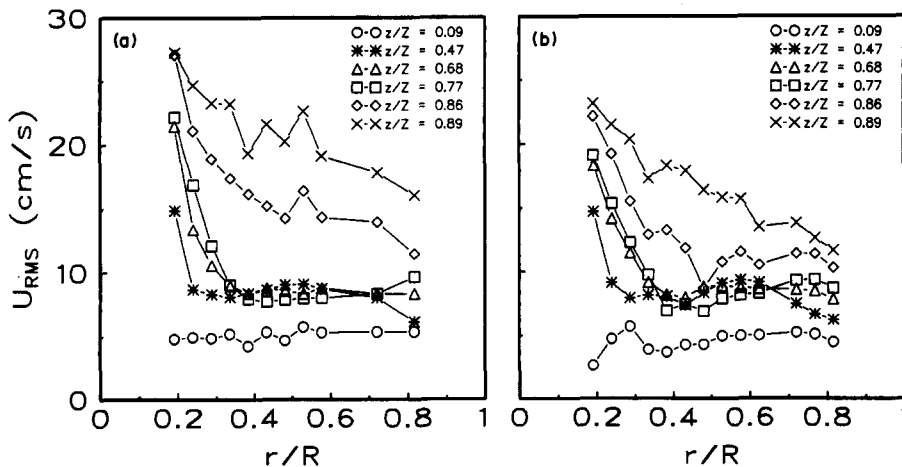 30
20
10
0
U_RMS (cm/s)
(a)
○-○ z/Z = 0.09
✳-✳ z/Z = 0.47
△-△ z/Z = 0.68
□-□ z/Z = 0.77
◇-◇ z/Z = 0.86
×-× z/Z = 0.89
0 0.2 0.4 0.6 0.8 1
r/R
(b)
○-○ z/Z = 0.09
✳-✳ z/Z = 0.47
△-△ z/Z = 0.68
□-□ z/Z = 0.77
◇-◇ z/Z = 0.86
×-× z/Z = 0.89
0 0.2 0.4 0.6 0.8 1
r/R